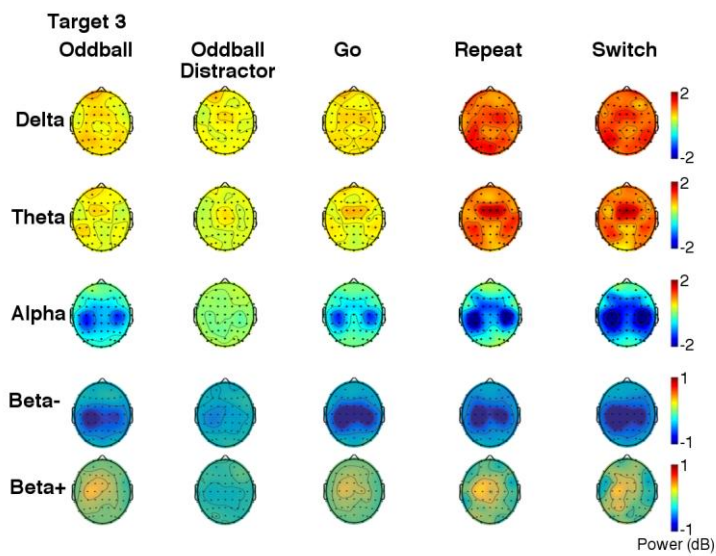 Target 3
Oddball Oddball Distractor Go Repeat Switch
Delta 2 -2
Theta 2 -2
Alpha 2 -2
Beta- 1 -1
Beta+ 1 -1
Power (dB)